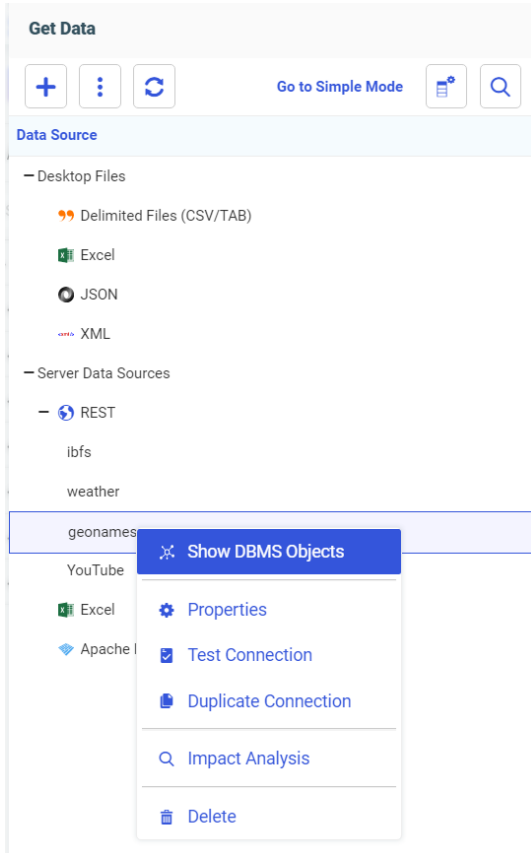 Get Data
Go to Simple Mode
Data Source
Desktop Files
Delimited Files (CSV/TAB)
Excel
JSON
XML
Server Data Sources
REST
ibfs
weather
geonames
Show DBMS Objects
YouTube
Properties
Excel
Test Connection
Apache
Duplicate Connection
Impact Analysis
Delete